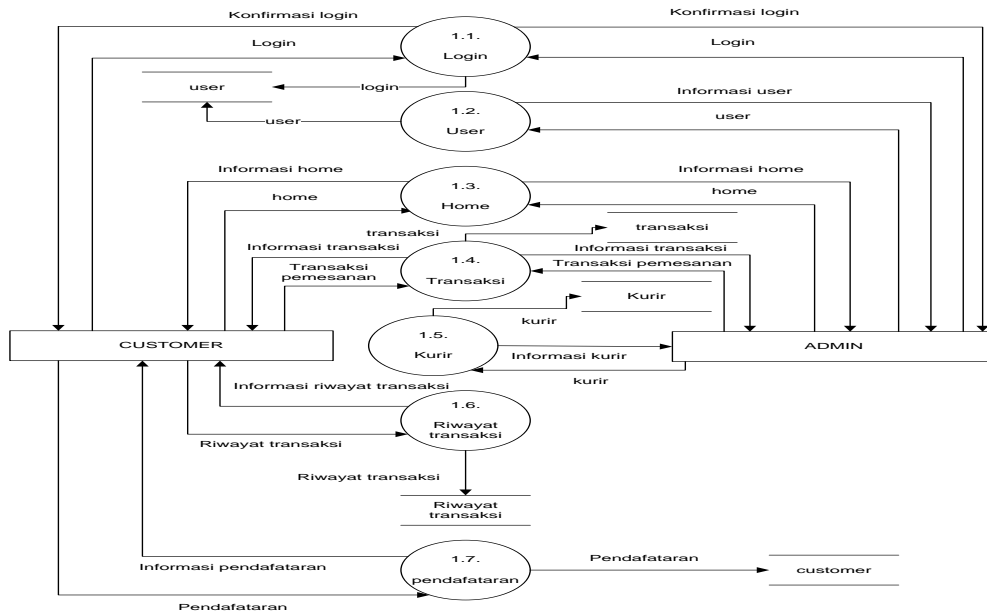 Konfirmasi login
Konfirmasi login
1.1.
Login
Login
Login
user
login
1.2.
User
user
Informasi user
user
Informasi home
home
1.3.
Home
Informasi home
home
transaksi
transaksi
Informasi transaksi
Transaksi
pemesanan
1.4.
Transaksi
Informasi transaksi
Transaksi pemesanan
Kurir
kurir
CUSTOMER
1.5.
Kurir
Informasi kurir
ADMIN
kurir
Informasi riwayat transaksi
1.6.
Riwayat
transaksi
Riwayat transaksi
Riwayat transaksi
Riwayat
transaksi
1.7.
pendafataran
Informasi pendafataran
Pendafataran
Pendafataran
customer